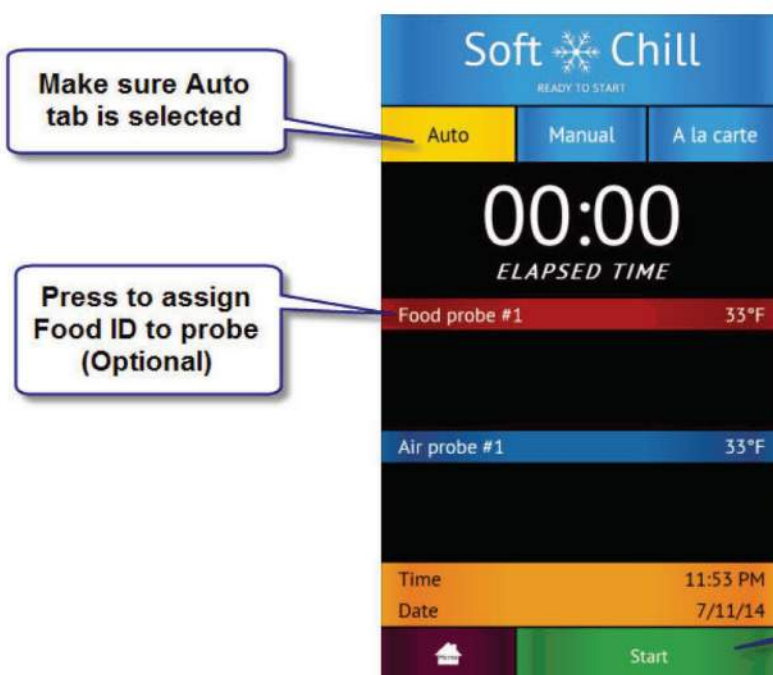 Make sure Auto
tab is selected
Press to assign
Food ID to probe
(Optional)
Soft Chill
READY TO START
Auto Manual A la carte
00:00
ELAPSED TIME
Food probe #1 33°F
Air probe #1 33°F
Time 11:53 PM
Date 7/11/14
Start